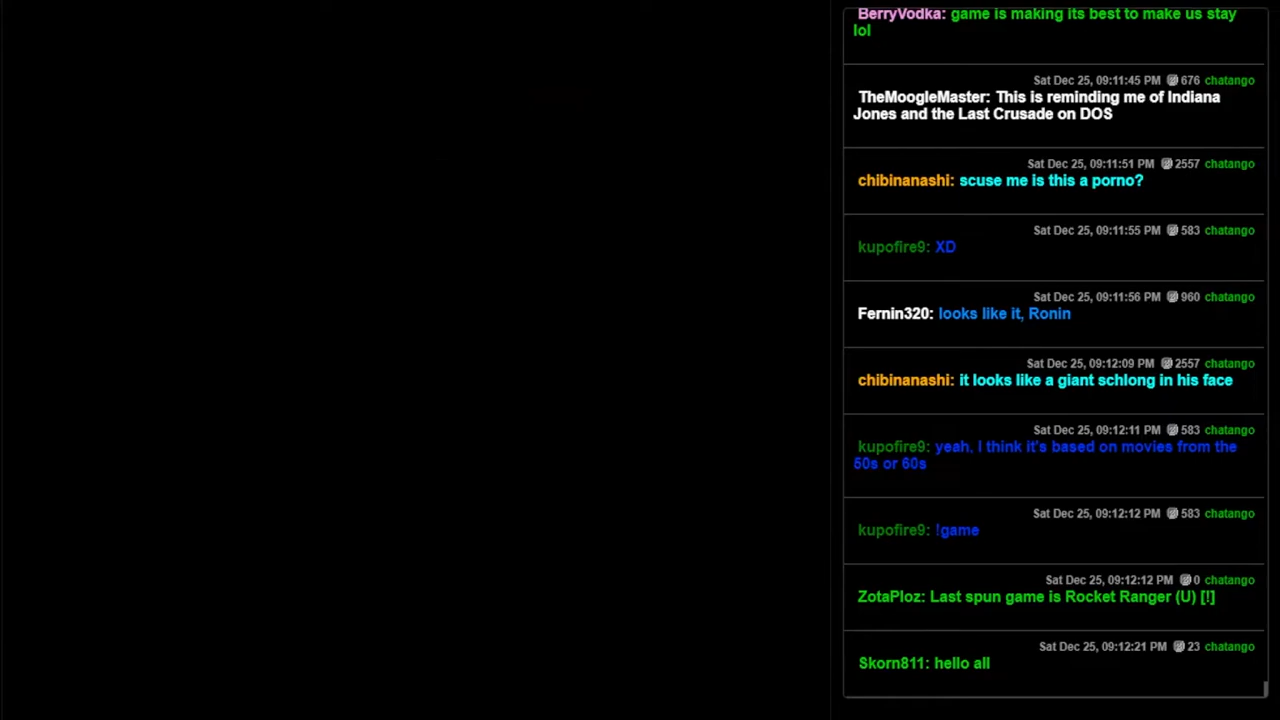 BerryVodka: game is making its best to make us stay
lol
Sat Dec 25, 09:11:45 PM 676 chatango
TheMoogleMaster: This is reminding me of Indiana
Jones and the Last Crusade on DOS
Sat Dec 25, 09:11:51 PM 2557 chatango
chibinanashi: scuse me is this a porno?
Sat Dec 25, 09:11:55 PM 583 chatango
kupofire9: XD
Sat Dec 25, 09:11:56 PM 960 chatango
Fernin320: looks like it, Ronin
Sat Dec 25, 09:12:09 PM 2557 chatango
chibinanashi: it looks like a giant schlong in his face
Sat Dec 25, 09:12:11 PM 583 chatango
kupofire9: yeah, I think it's based on movies from the
50s or 60s
Sat Dec 25, 09:12:12 PM 583 chatango
kupofire9: !game
Sat Dec 25, 09:12:12 PM 0 chatango
ZotaPloz: Last spun game is Rocket Ranger (U) [!]
Sat Dec 25, 09:12:21 PM 23 chatango
Skorn811: hello all